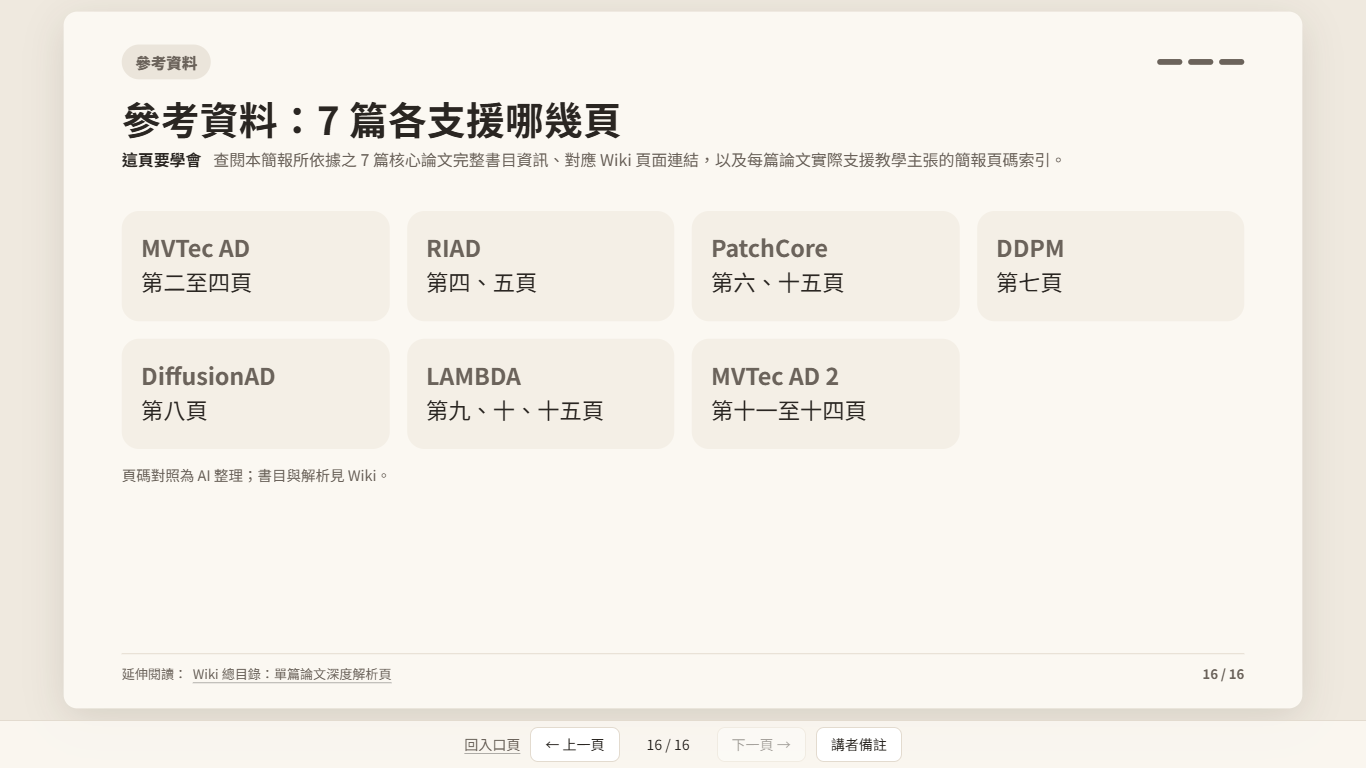 參考資料
參考資料：7 篇各支援哪幾頁
這頁要學會 查閱本簡報所依據之 7 篇核心論文完整書目資訊、對應 Wiki 頁面連結，以及每篇論文實際支援教學主張的簡報頁碼索引。
MVTec AD
第二至四頁
RIAD
第四、五頁
PatchCore
第六、十五頁
DDPM
第七頁
DiffusionAD
第八頁
LAMBDA
第九、十、十五頁
MVTec AD 2
第十一至十四頁
頁碼對照為 AI 整理；書目與解析見 Wiki。
延伸閱讀： Wiki 總目錄：單篇論文深度解析頁
16 / 16
回入口頁 ← 上一頁 16 / 16 下一頁 → 講者備註